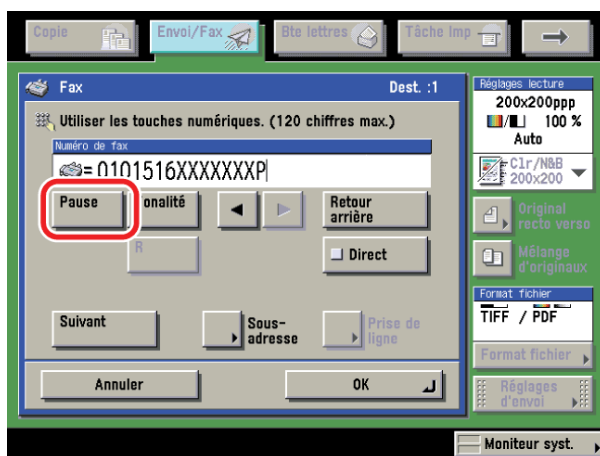 Copie
Envoi/Fax
Bte lettres
Tâche Imp
Fax
Dest. :1
Utiliser les touches numériques. (120 chiffres max.)
Numéro de fax
= 0101516XXXXXXXP
Pause
onalité
Retour
arrière
R
Direct
Suivant
Sous-
adresse
Prise de
ligne
Annuler
OK
Réglages lecture
200x200ppp
100 %
Auto
Clr/N&B
200x200
Original
recto verso
Mélange
d'originaux
Format fichier
TIFF / PDF
Format fichier
Réglages
d'envoi
Moniteur syst.